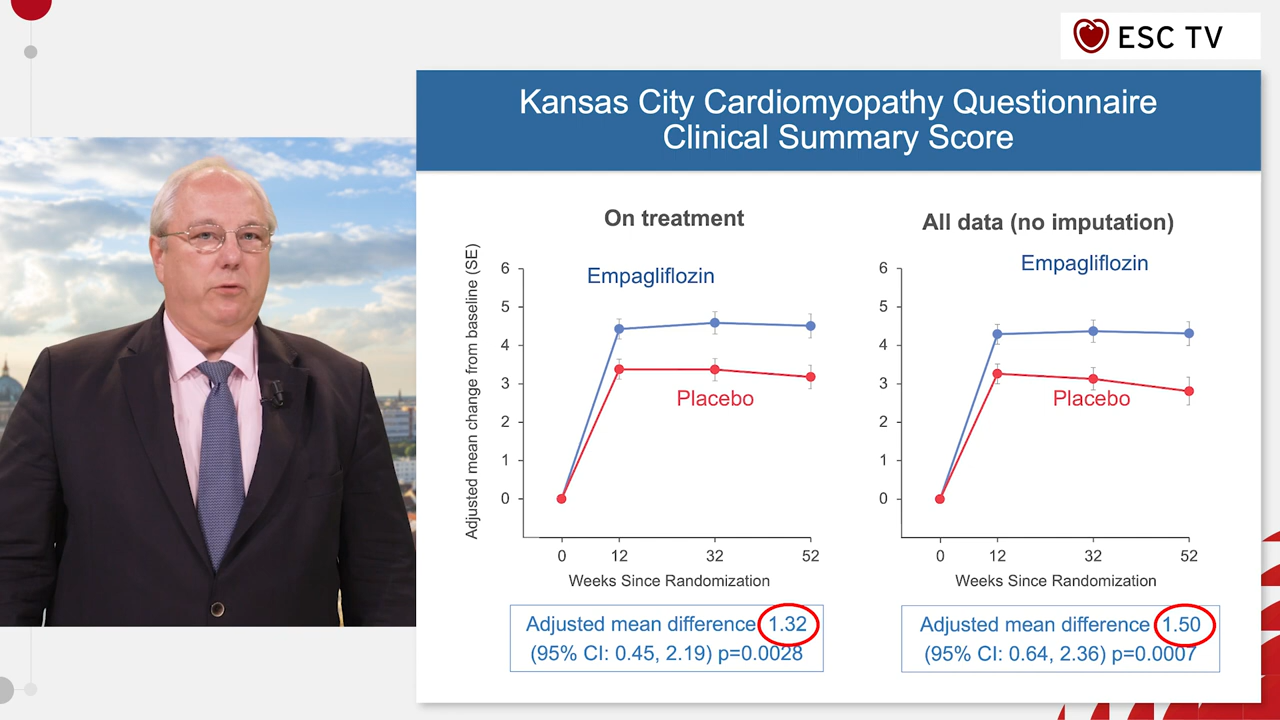 ESC TV
Kansas City Cardiomyopathy Questionnaire
Clinical Summary Score
On treatment
Adjusted mean change from baseline (SE)
6
5
4
3
2
1
0
Empagliflozin
Placebo
0 12 32 52
Weeks Since Randomization
Adjusted mean difference 1.32
(95% CI: 0.45, 2.19) p=0.0028
All data (no imputation)
6
5
4
3
2
1
0
Empagliflozin
Placebo
0 12 32 52
Weeks Since Randomization
Adjusted mean difference 1.50
(95% CI: 0.64, 2.36) p=0.0007